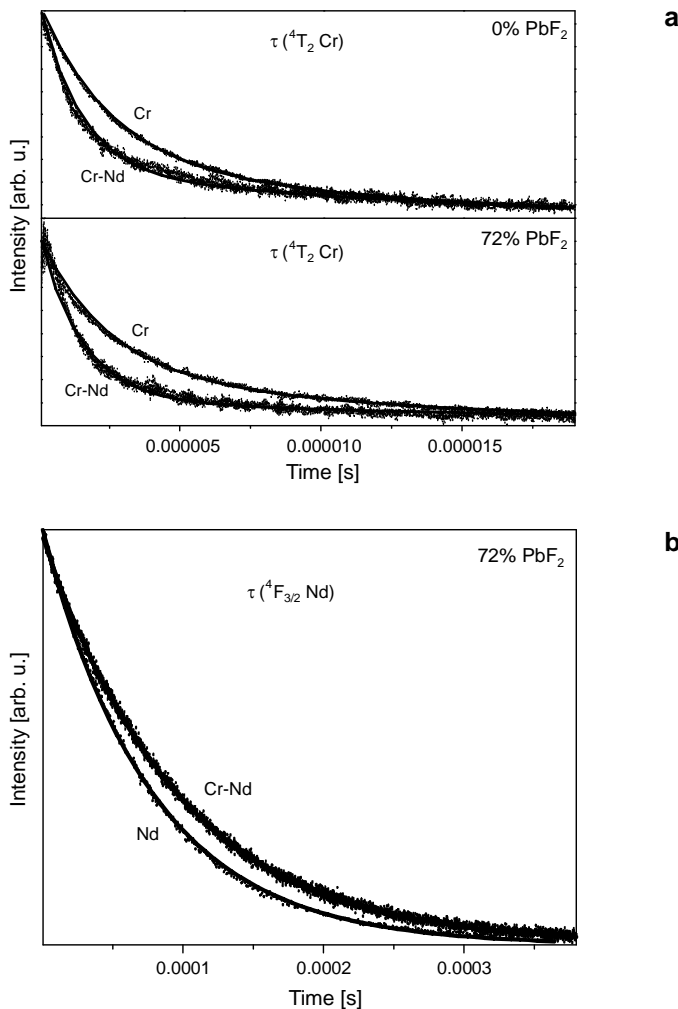 a
0% PbF₂
τ (⁴T₂ Cr)
Cr
Cr-Nd
72% PbF₂
τ (⁴T₂ Cr)
Cr
Cr-Nd
Intensity [arb. u.]
0.000005 0.000010 0.000015
Time [s]
b
72% PbF₂
τ (⁴F₃/₂ Nd)
Cr-Nd
Nd
Intensity [arb. u.]
0.0001 0.0002 0.0003
Time [s]